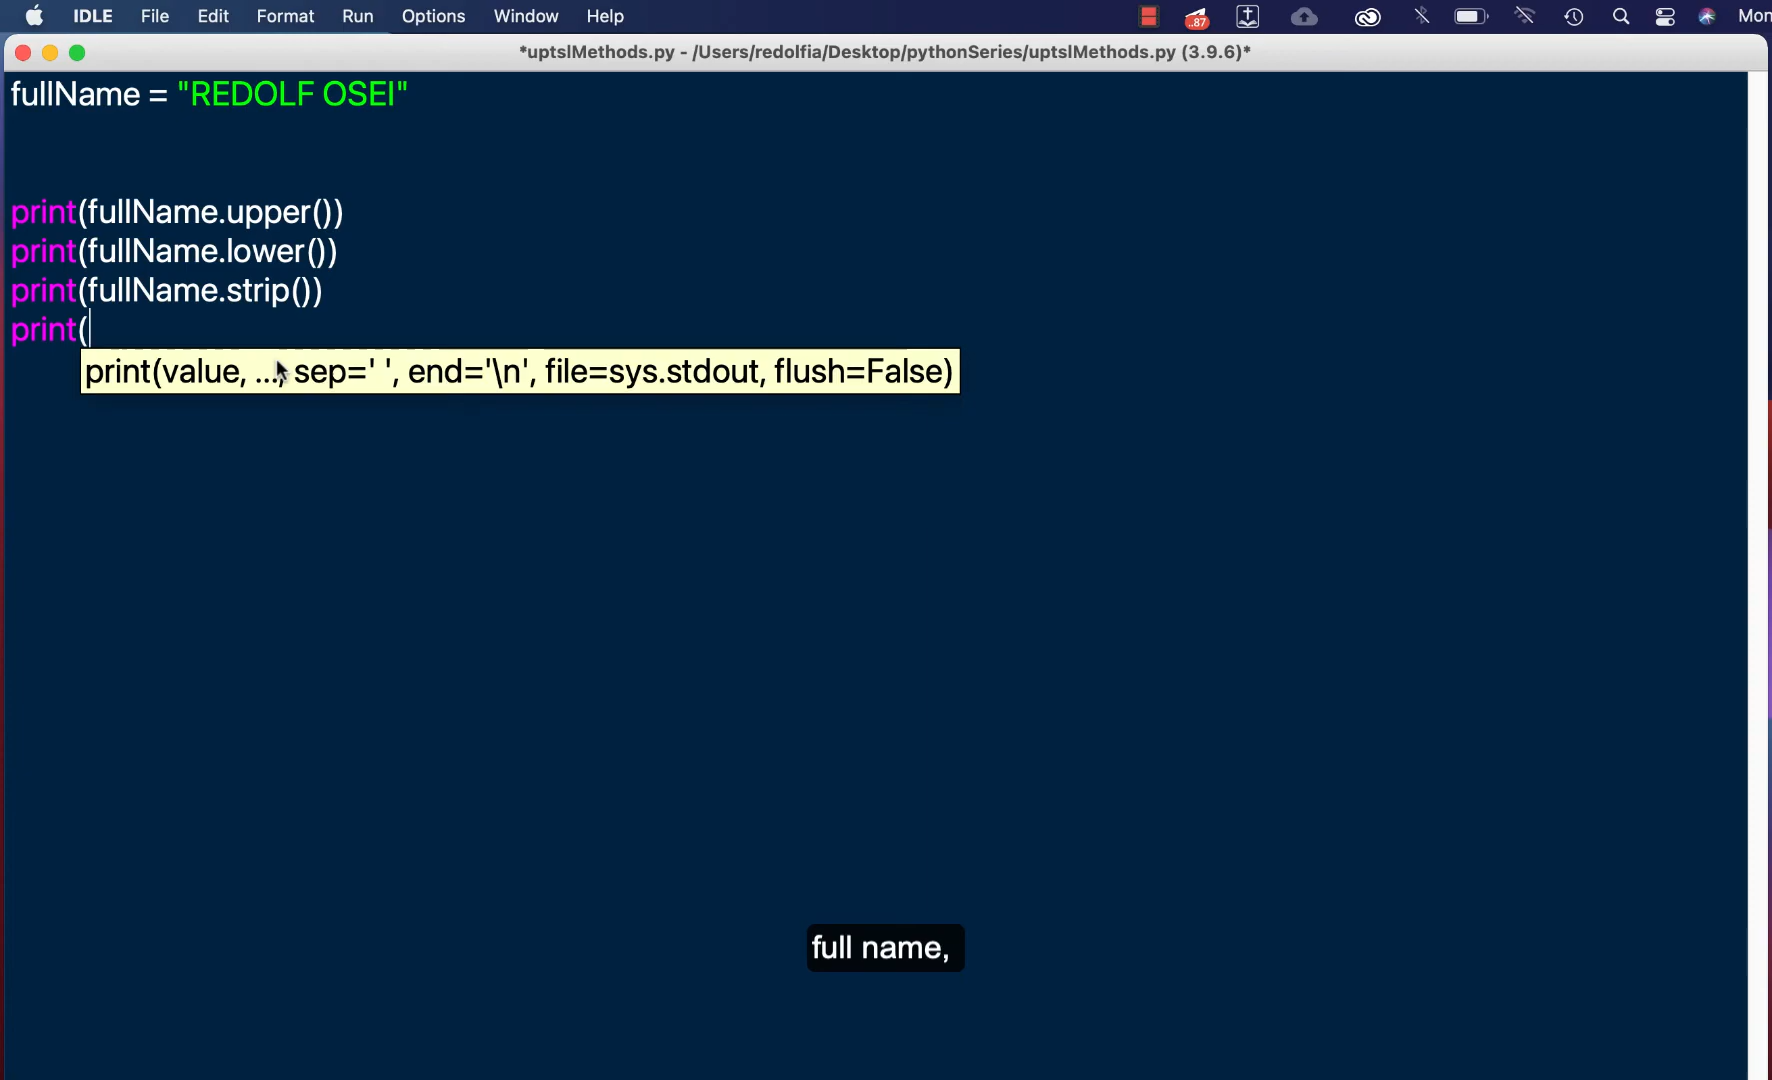 IDLE File Edit Format Run Options Window Help ..87 Mon
*uptslMethods.py - /Users/redolfia/Desktop/pythonSeries/uptslMethods.py (3.9.6)*
fullName = "REDOLF OSEI"
print(fullName.upper())
print(fullName.lower())
print(fullName.strip())
print(
print(value, ..., sep=' ', end='\n', file=sys.stdout, flush=False)
full name,